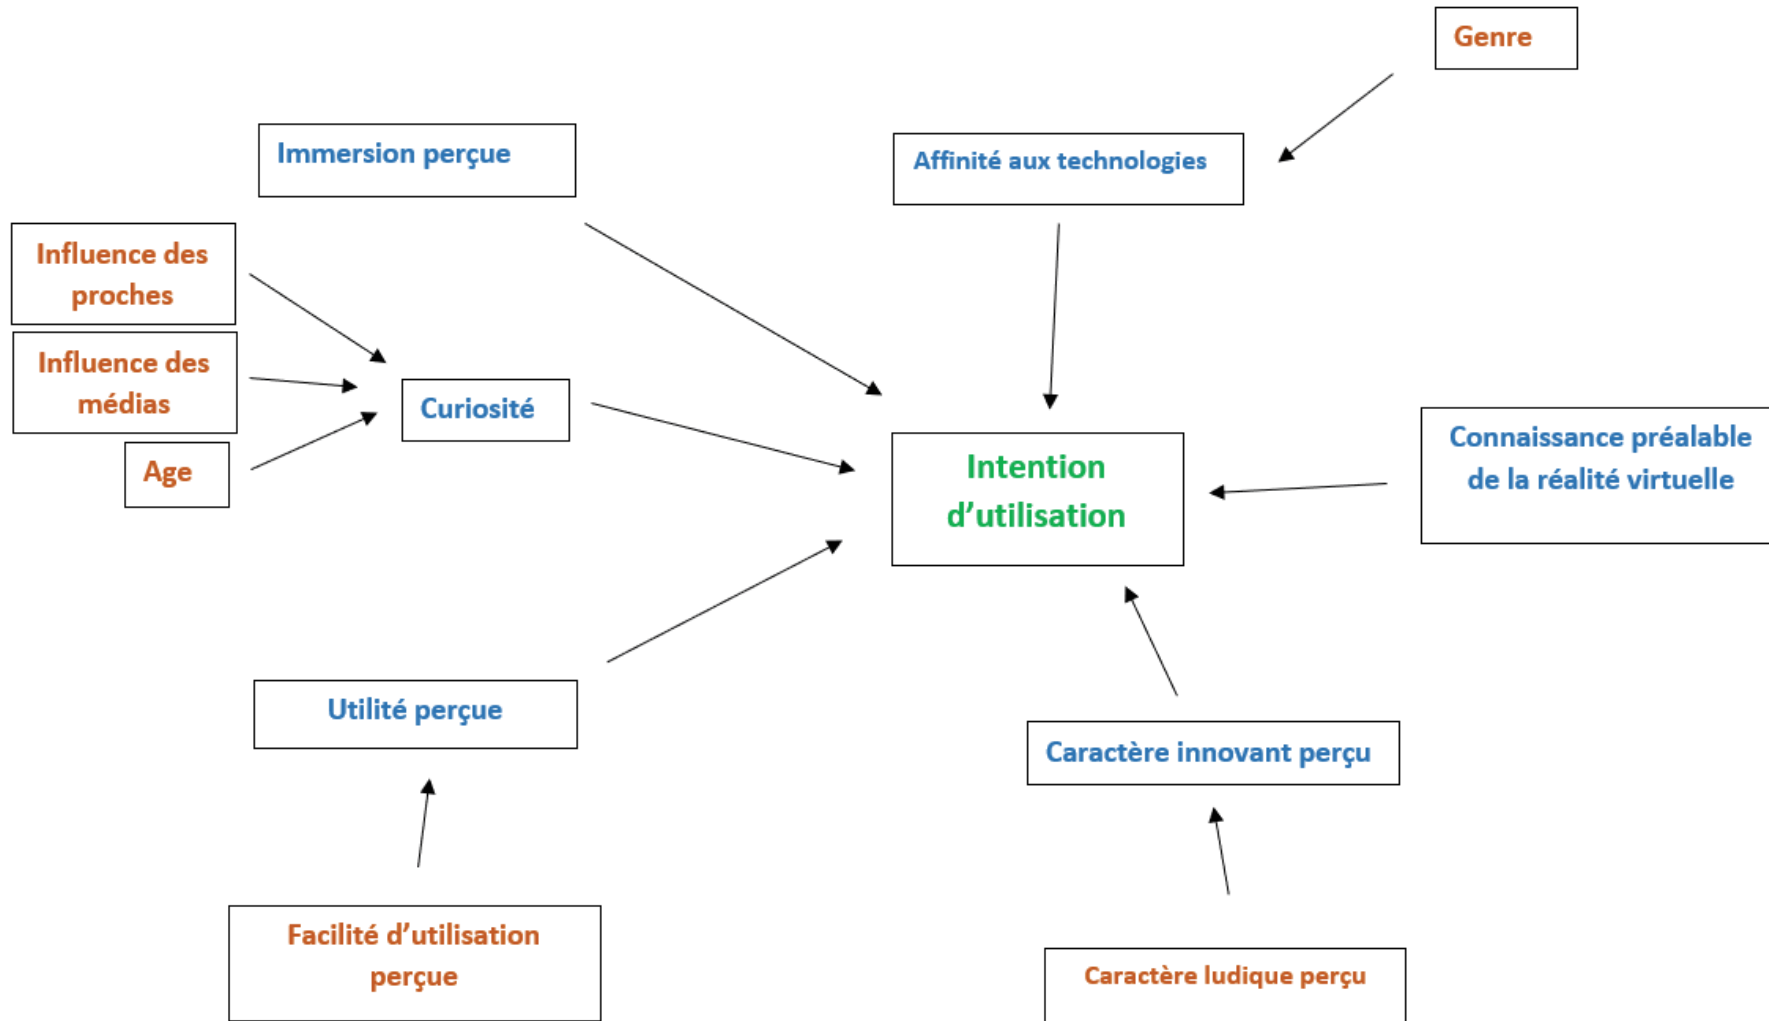 Genre
Immersion perçue
Affinité aux technologies
Influence des
proches
Influence des
médias
Age
Curiosité
Intention
d’utilisation
Connaissance préalable
de la réalité virtuelle
Utilité perçue
Caractère innovant perçu
Facilité d’utilisation
perçue
Caractère ludique perçu